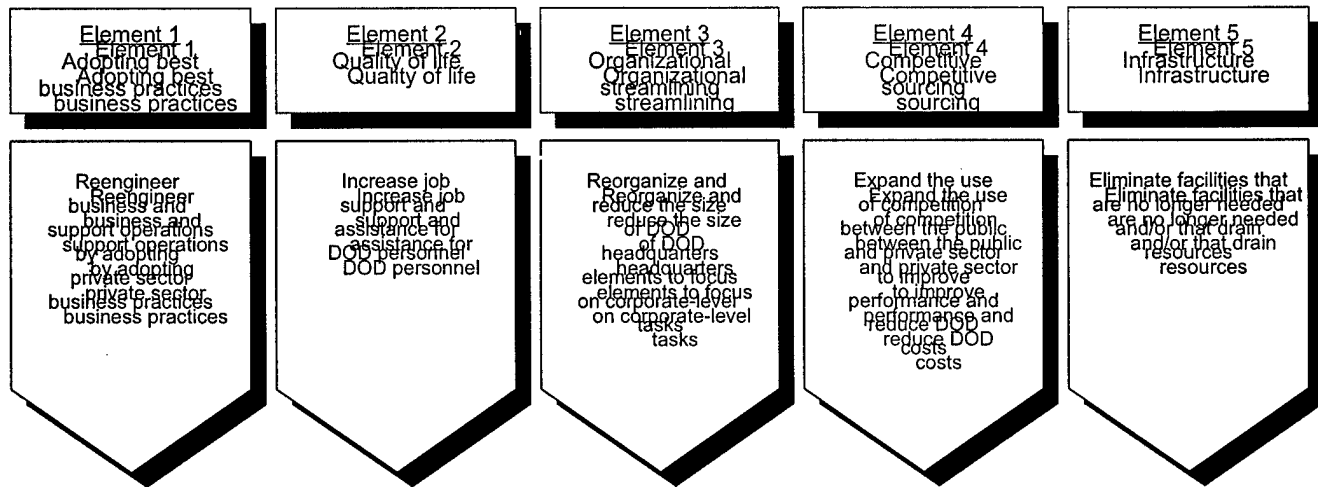 Element 1
Adopting best
business practices
Reengineer
business and
support operations
by adopting
private sector
business practices
Element 2
Quality of life
Increase job
support and
assistance for
DOD personnel
Element 3
Organizational
streamlining
Reorganize and
reduce the size
of DOD
headquarters
elements to focus
on corporate-level
tasks
Element 4
Competitive
sourcing
Expand the use
of competition
between the public
and private sector
to improve
performance and
reduce DOD
costs
Element 5
Infrastructure
Eliminate facilities that
are no longer needed
and/or that drain
resources